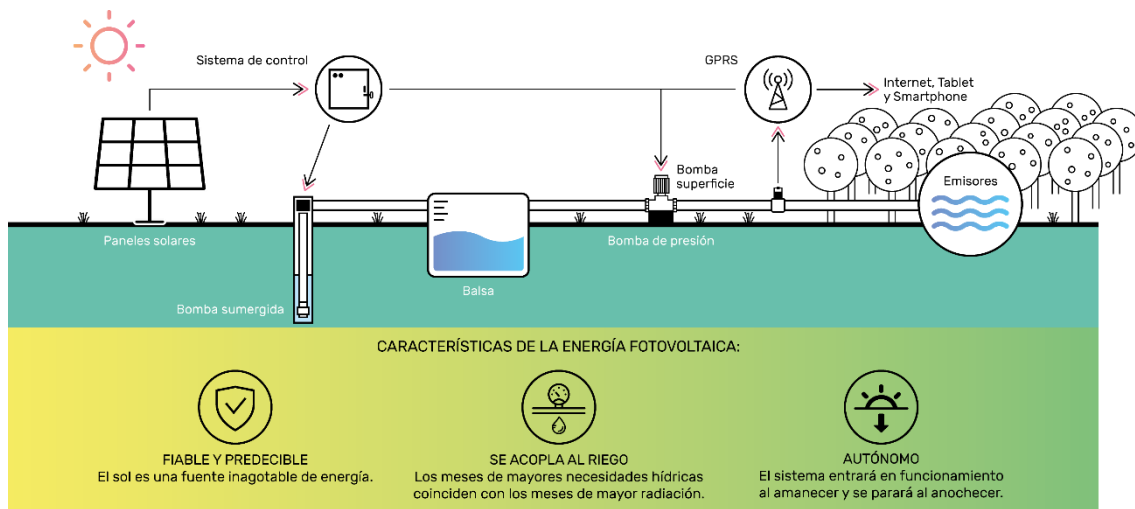 Sistema de control
GPRS
Internet, Tablet
y Smartphone
Bomba
superficie
Emisores
Paneles solares
Bomba de presión
Balsa
Bomba sumergida
CARACTERÍSTICAS DE LA ENERGÍA FOTOVOLTAICA:
FIABLE Y PREDECIBLE
El sol es una fuente inagotable de energía.
SE ACOPLA AL RIEGO
Los meses de mayores necesidades hídricas
coinciden con los meses de mayor radiación.
AUTÓNOMO
El sistema entrará en funcionamiento
al amanecer y se parará al anochecer.